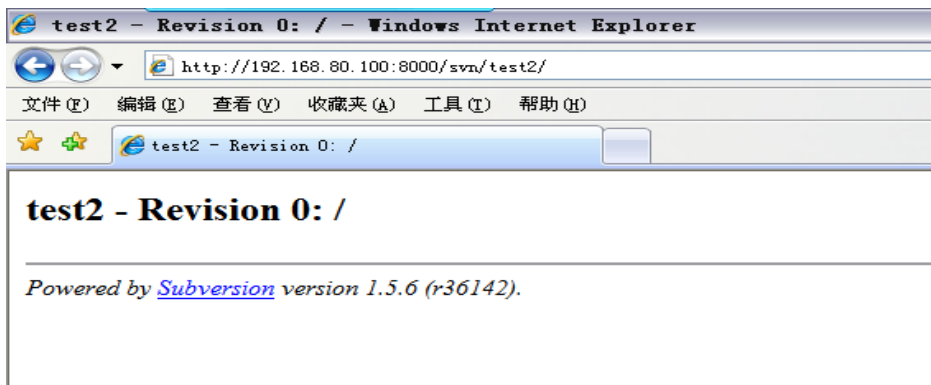 test2 - Revision 0: / - Windows Internet Explorer
http://192.168.80.100:8000/svn/test2/
文件(F) 编辑(E) 查看(V) 收藏夹(A) 工具(T) 帮助(H)
test2 - Revision 0: /
test2 - Revision 0: /
Powered by Subversion version 1.5.6 (r36142).